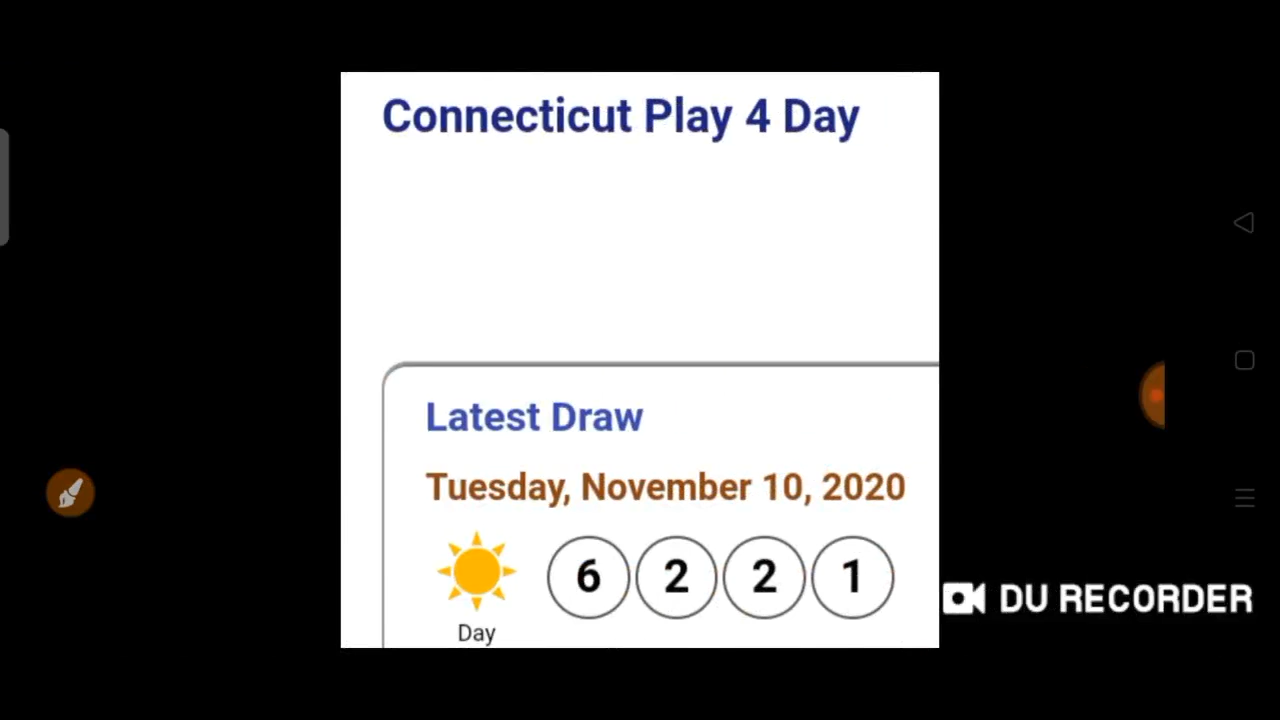 Connecticut Play 4 Day
Latest Draw
Tuesday, November 10, 2020
6 2 2 1
Day
DU RECORDER